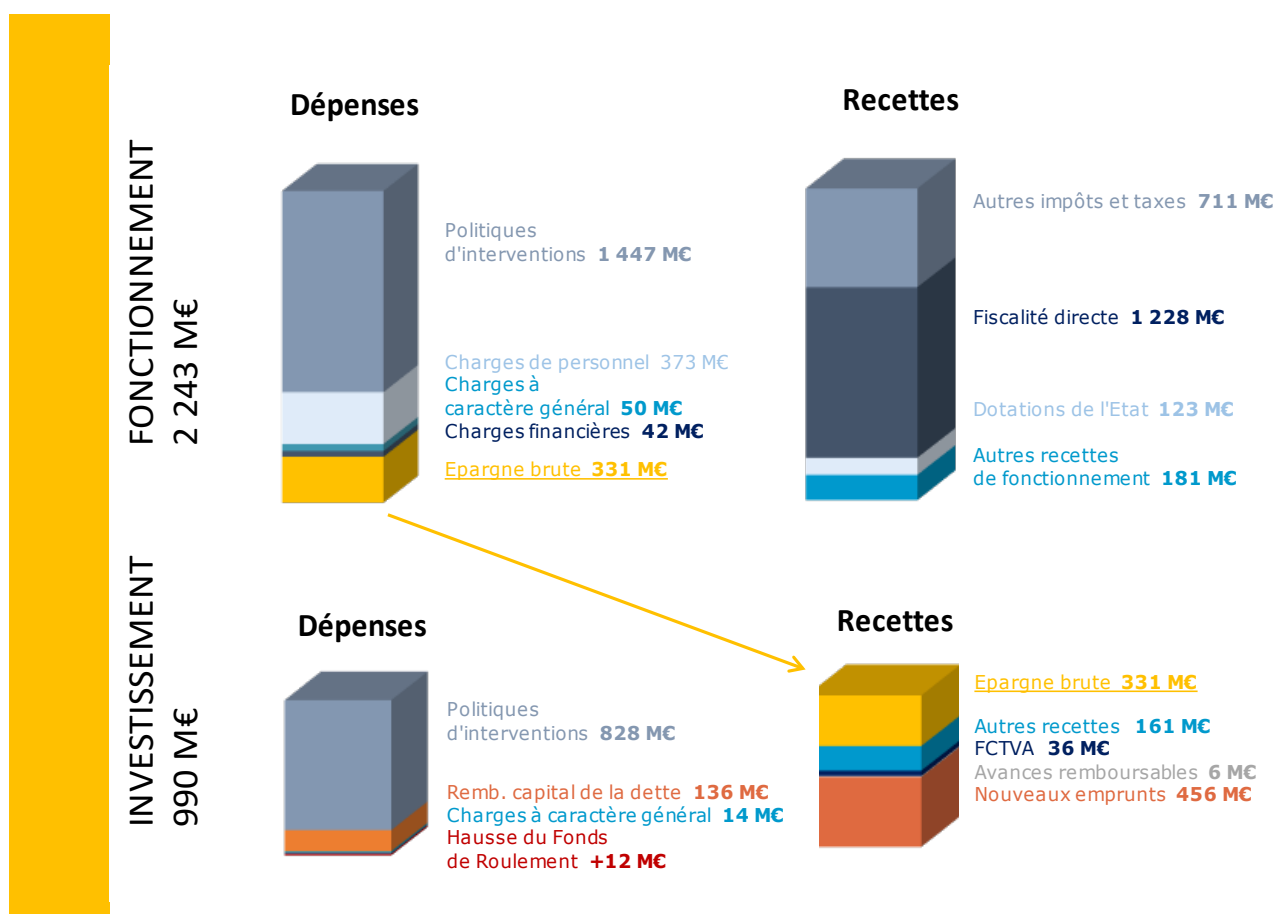 FONCTIONNEMENT
2 243 M€
Dépenses
Politiques
d'interventions 1 447 M€
Charges de personnel 373 M€
Charges à
caractère général 50 M€
Charges financières 42 M€
Epargne brute 331 M€
Recettes
Autres impôts et taxes 711 M€
Fiscalité directe 1 228 M€
Dotations de l'Etat 123 M€
Autres recettes
de fonctionnement 181 M€
INVESTISSEMENT
990 M€
Dépenses
Politiques
d'interventions 828 M€
Remb. capital de la dette 136 M€
Charges à caractère général 14 M€
Hausse du Fonds
de Roulement +12 M€
Recettes
Epargne brute 331 M€
Autres recettes 161 M€
FCTVA 36 M€
Avances remboursables 6 M€
Nouveaux emprunts 456 M€